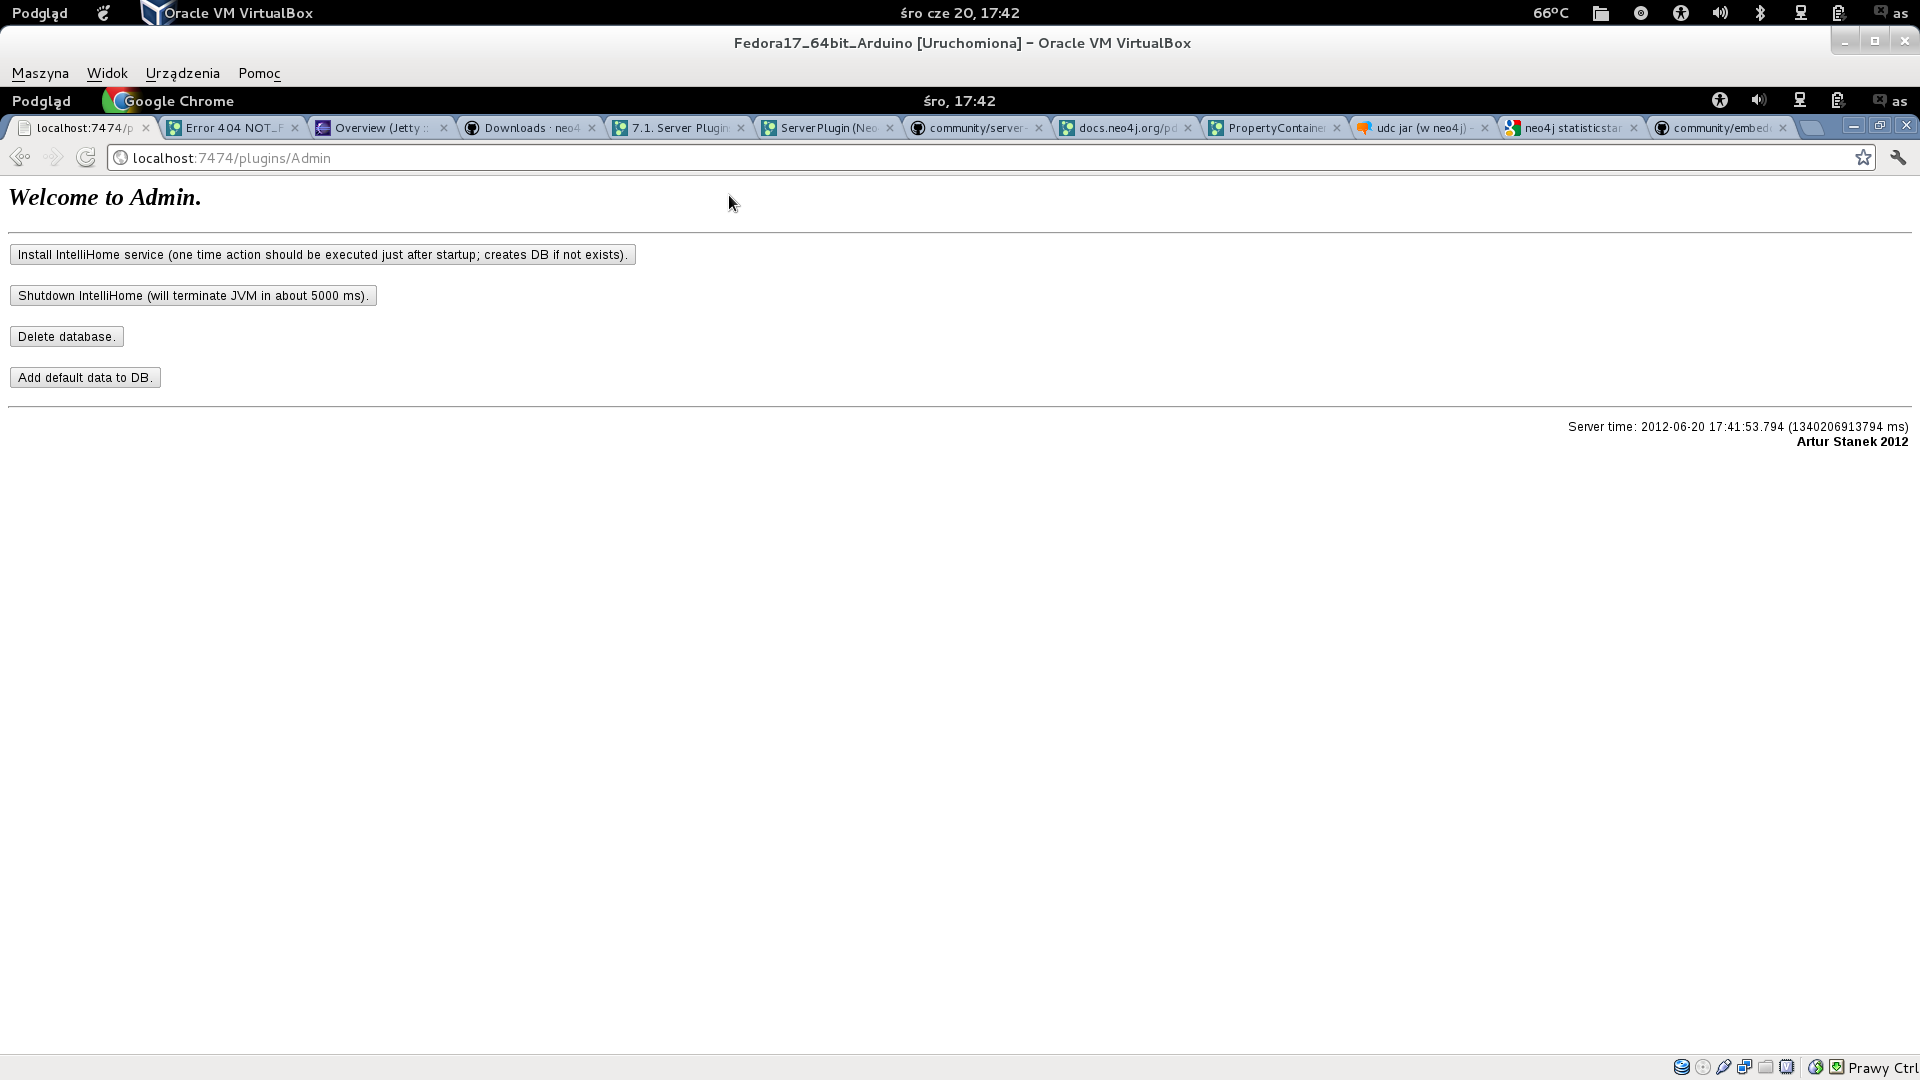 Podgląd Oracle VM VirtualBox śro cze 20, 17:42 66°C as
Fedora17_64bit_Arduino [Uruchomiona] - Oracle VM VirtualBox
Maszyna Widok Urządzenia Pomoc
Podgląd Google Chrome śro, 17:42 as
localhost:7474/p Error 404 NOT_F Overview (Jetty :: Downloads · neo4 7.1. Server Plugin ServerPlugin (Neo community/server- docs.neo4j.org/pd PropertyContaine udc jar (w neo4j) - neo4j statisticstar community/embed
localhost:7474/plugins/Admin
Welcome to Admin.
Install IntelliHome service (one time action should be executed just after startup; creates DB if not exists).
Shutdown IntelliHome (will terminate JVM in about 5000 ms).
Delete database.
Add default data to DB.
Server time: 2012-06-20 17:41:53.794 (1340206913794 ms)
Artur Stanek 2012
Prawy Ctrl